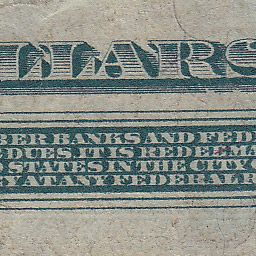 LLARS
BER BANKS AND FED
DUES. IT IS REDEEMA
STATES IN THE CITY
Y AT ANY FEDERAL R